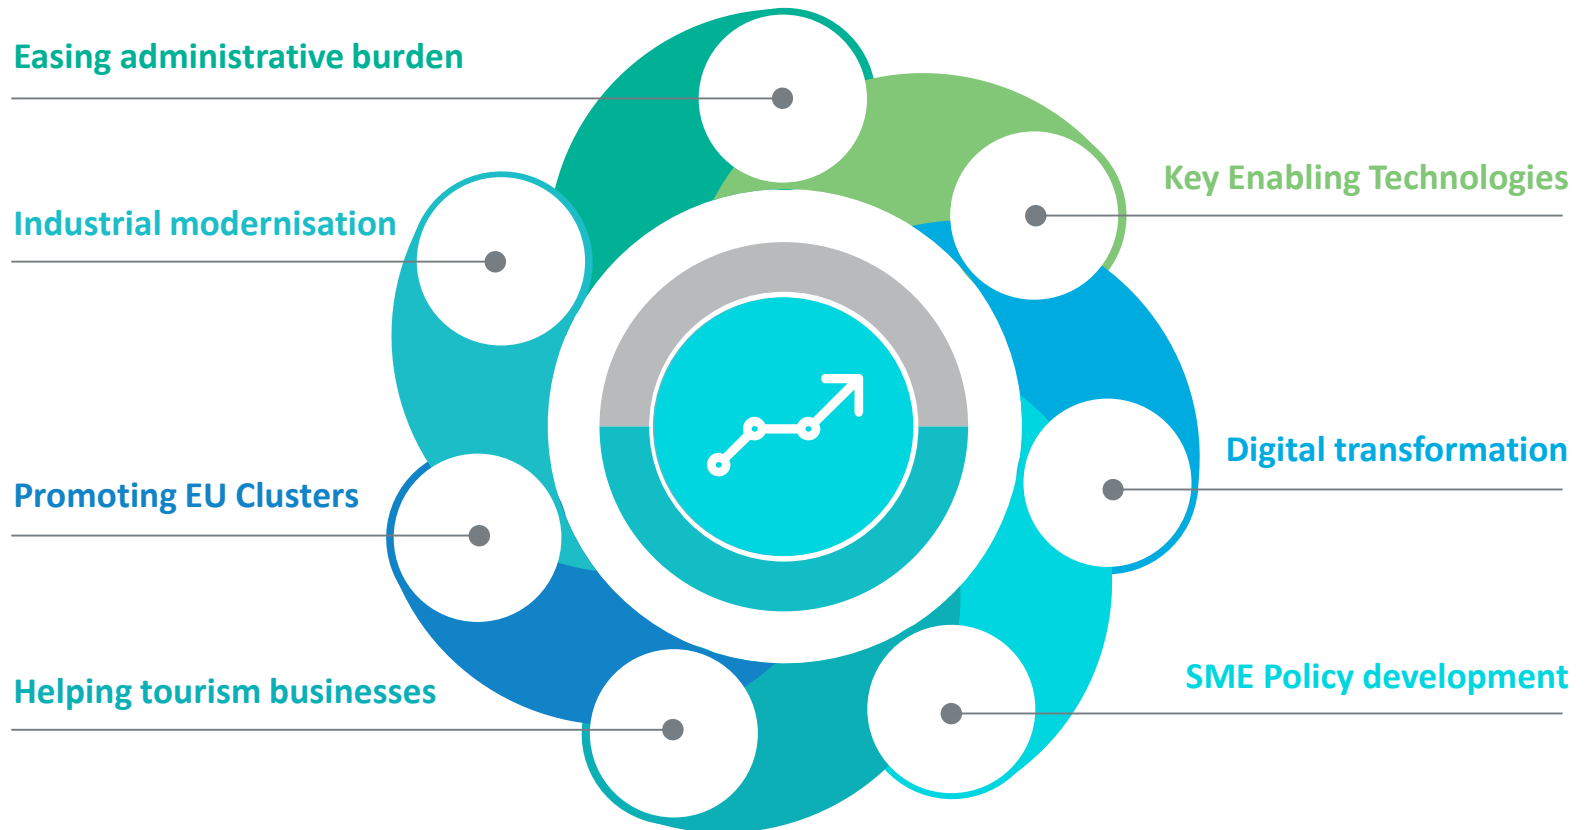 Easing administrative burden
Key Enabling Technologies
Industrial modernisation
Digital transformation
Promoting EU Clusters
SME Policy development
Helping tourism businesses